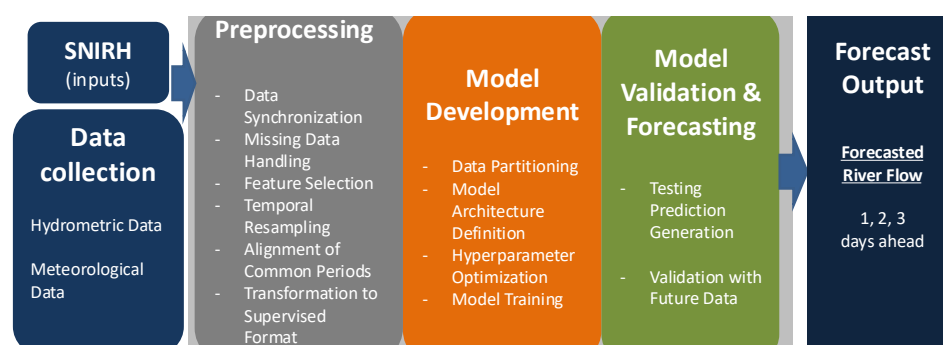 SNIRH
(inputs)
Data
collection
Hydrometric Data
Meteorological
Data
Preprocessing
- Data
Synchronization
- Missing Data
Handling
- Feature Selection
- Temporal
Resampling
- Alignment of
Common Periods
- Transformation to
Supervised
Format
Model
Development
- Data Partitioning
- Model
Architecture
Definition
- Hyperparameter
Optimization
- Model Training
Model
Validation &
Forecasting
- Testing
Prediction
Generation
- Validation with
Future Data
Forecast
Output
Forecasted
River Flow
1, 2, 3
days ahead